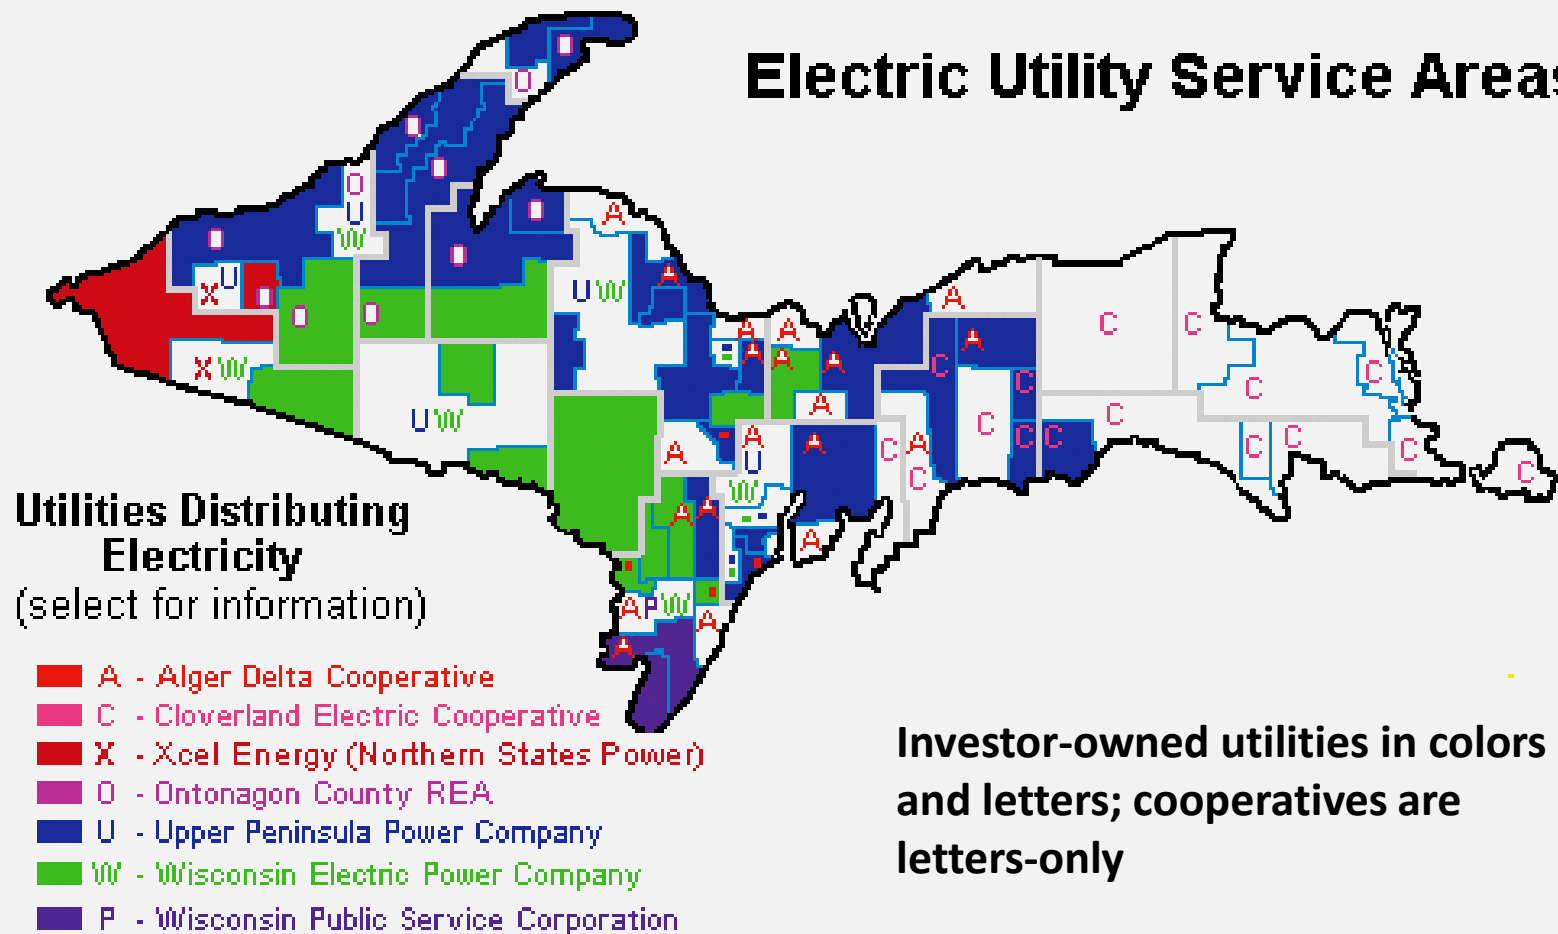 Electric Utility Service Areas
O
O
O
O
O
U
O
A
O
W
O
A
U
X
O
U W
A
O
O
C
C
A
A
A
A
A
A
C
X W
C
C
C
A
C
C
U W
A
A
C
C
C
C
C
A
C
C
A
U
C
C
C
W
A
A
A
A
P
W
A
A
Utilities Distributing
Electricity
(select for information)
A - Alger Delta Cooperative
C - Cloverland Electric Cooperative
X - Xcel Energy (Northern States Power)
O - Ontonagon County REA
U - Upper Peninsula Power Company
W - Wisconsin Electric Power Company
P - Wisconsin Public Service Corporation
Investor-owned utilities in colors
and letters; cooperatives are
letters-only